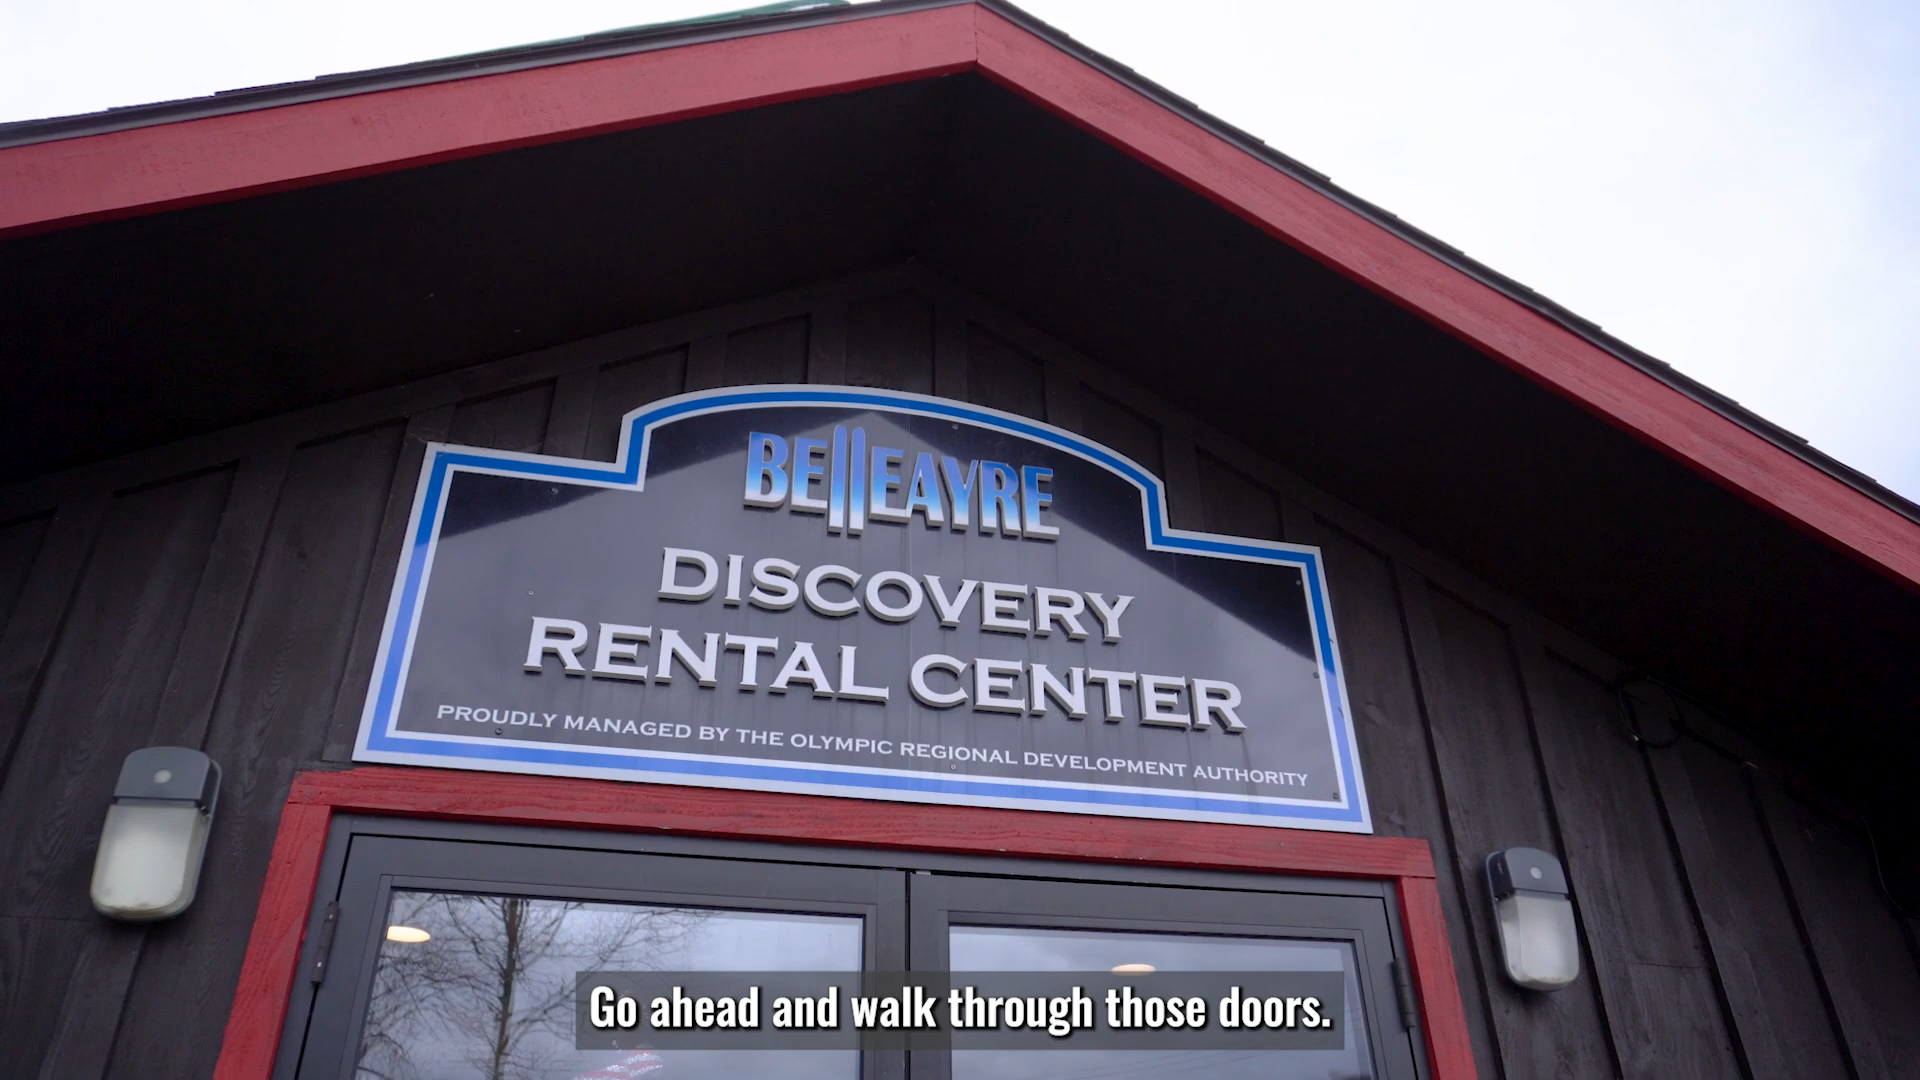 BELLEAYRE
DISCOVERY
RENTAL CENTER
PROUDLY MANAGED BY THE OLYMPIC REGIONAL DEVELOPMENT AUTHORITY
Go ahead and walk through those doors.